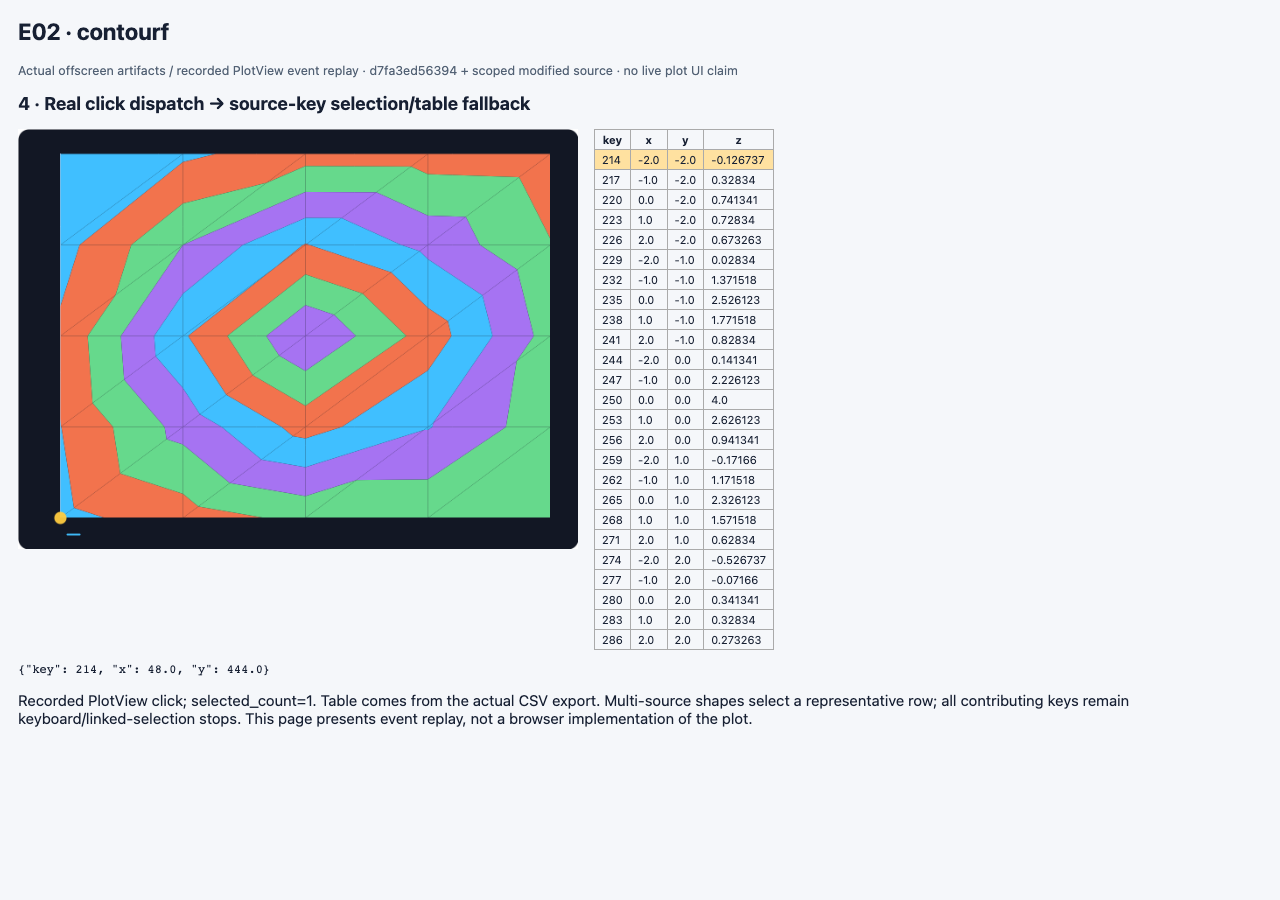 E02 · contourf
Actual offscreen artifacts / recorded PlotView event replay · d7fa3ed56394 + scoped modified source · no live plot UI claim
4 · Real click dispatch → source-key selection/table fallback
key x y z
214 -2.0 -2.0 -0.126737
217 -1.0 -2.0 0.32834
220 0.0 -2.0 0.741341
223 1.0 -2.0 0.72834
226 2.0 -2.0 0.673263
229 -2.0 -1.0 0.02834
232 -1.0 -1.0 1.371518
235 0.0 -1.0 2.526123
238 1.0 -1.0 1.771518
241 2.0 -1.0 0.82834
244 -2.0 0.0 0.141341
247 -1.0 0.0 2.226123
250 0.0 0.0 4.0
253 1.0 0.0 2.626123
256 2.0 0.0 0.941341
259 -2.0 1.0 -0.17166
262 -1.0 1.0 1.171518
265 0.0 1.0 2.326123
268 1.0 1.0 1.571518
271 2.0 1.0 0.62834
274 -2.0 2.0 -0.526737
277 -1.0 2.0 -0.07166
280 0.0 2.0 0.341341
283 1.0 2.0 0.32834
286 2.0 2.0 0.273263
{"key": 214, "x": 48.0, "y": 444.0}
Recorded PlotView click; selected_count=1. Table comes from the actual CSV export. Multi-source shapes select a representative row; all contributing keys remain
keyboard/linked-selection stops. This page presents event replay, not a browser implementation of the plot.